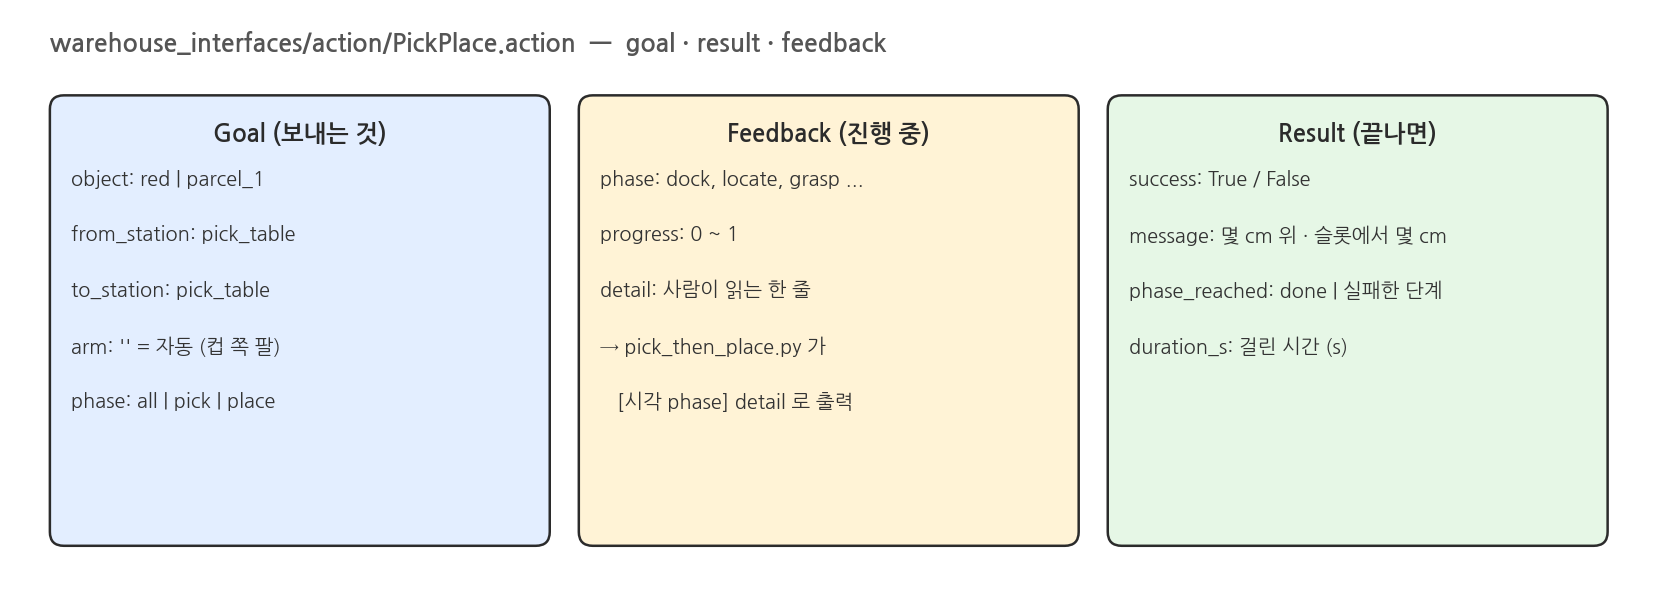 warehouse_interfaces/action/PickPlace.action — goal · result · feedback
Goal (보내는 것)
object: red | parcel_1
from_station: pick_table
to_station: pick_table
arm: '' = 자동 (컵 쪽 팔)
phase: all | pick | place
Feedback (진행 중)
phase: dock, locate, grasp ...
progress: 0 ~ 1
detail: 사람이 읽는 한 줄
→ pick_then_place.py 가
[시각 phase] detail 로 출력
Result (끝나면)
success: True / False
message: 몇 cm 위 · 슬롯에서 몇 cm
phase_reached: done | 실패한 단계
duration_s: 걸린 시간 (s)